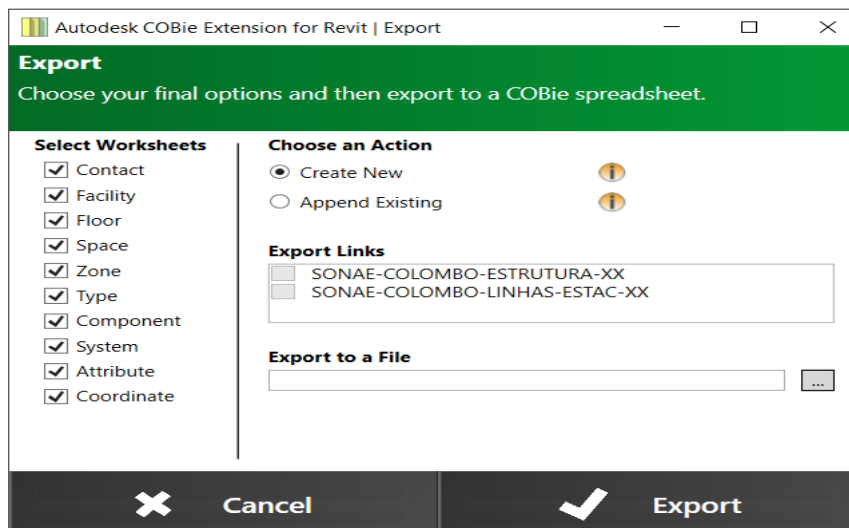 Autodesk COBie Extension for Revit | Export
Export
Choose your final options and then export to a COBie spreadsheet.
Select Worksheets
Contact
Facility
Floor
Space
Zone
Type
Component
System
Attribute
Coordinate
Choose an Action
Create New
Append Existing
Export Links
SONAE-COLOMBO-ESTRUTURA-XX
SONAE-COLOMBO-LINHAS-ESTAC-XX
Export to a File
...
Cancel
Export